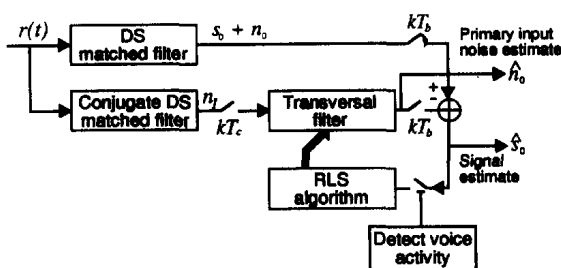 r(t)
DS
matched filter
s₀ + n₀
kT_b
Primary input
noise estimate
+
n̂₀
−
Conjugate DS
matched filter
n_I
kT_c
Transversal
filter
kT_b
ŝ₀
Signal
estimate
RLS
algorithm
Detect voice
activity